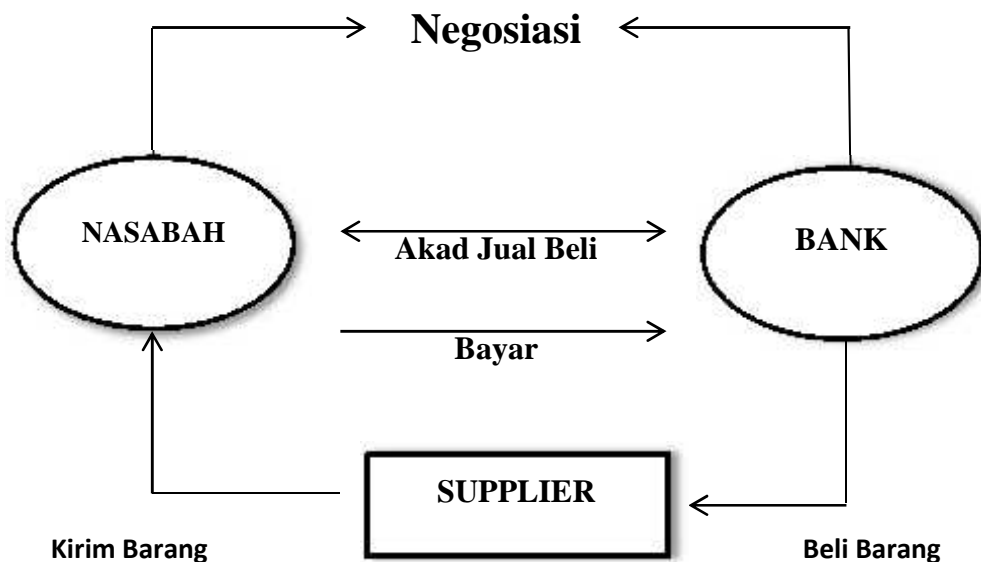 Negosiasi
NASABAH
BANK
Akad Jual Beli
Bayar
SUPPLIER
Kirim Barang
Beli Barang